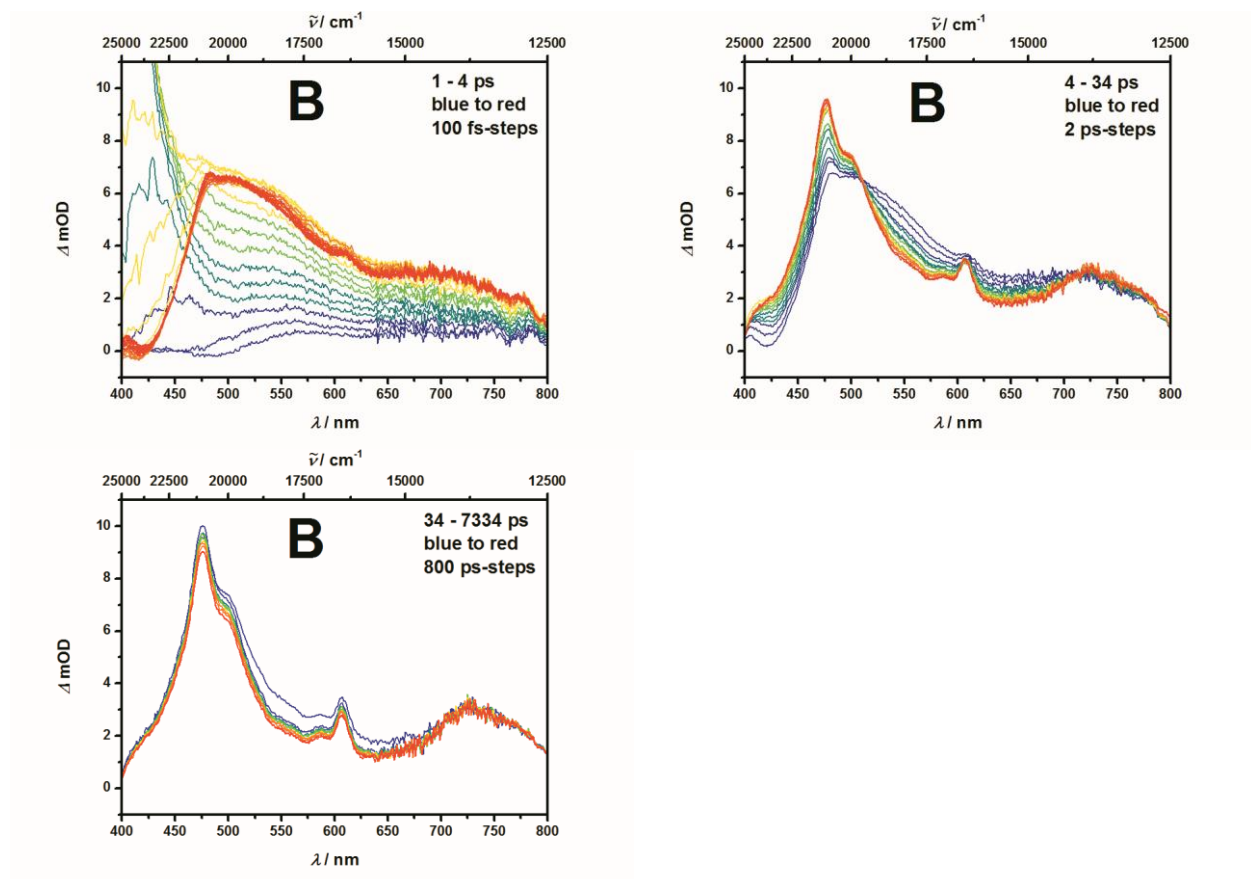 ν̃ / cm⁻¹
25000 22500 20000 17500 15000 12500
10
8
6
4
2
0
Δ mOD
B
1 - 4 ps
blue to red
100 fs-steps
400 450 500 550 600 650 700 750 800
λ / nm
ν̃ / cm⁻¹
25000 22500 20000 17500 15000 12500
10
8
6
4
2
0
Δ mOD
B
4 - 34 ps
blue to red
2 ps-steps
400 450 500 550 600 650 700 750 800
λ / nm
ν̃ / cm⁻¹
25000 22500 20000 17500 15000 12500
10
8
6
4
2
0
Δ mOD
B
34 - 7334 ps
blue to red
800 ps-steps
400 450 500 550 600 650 700 750 800
λ / nm